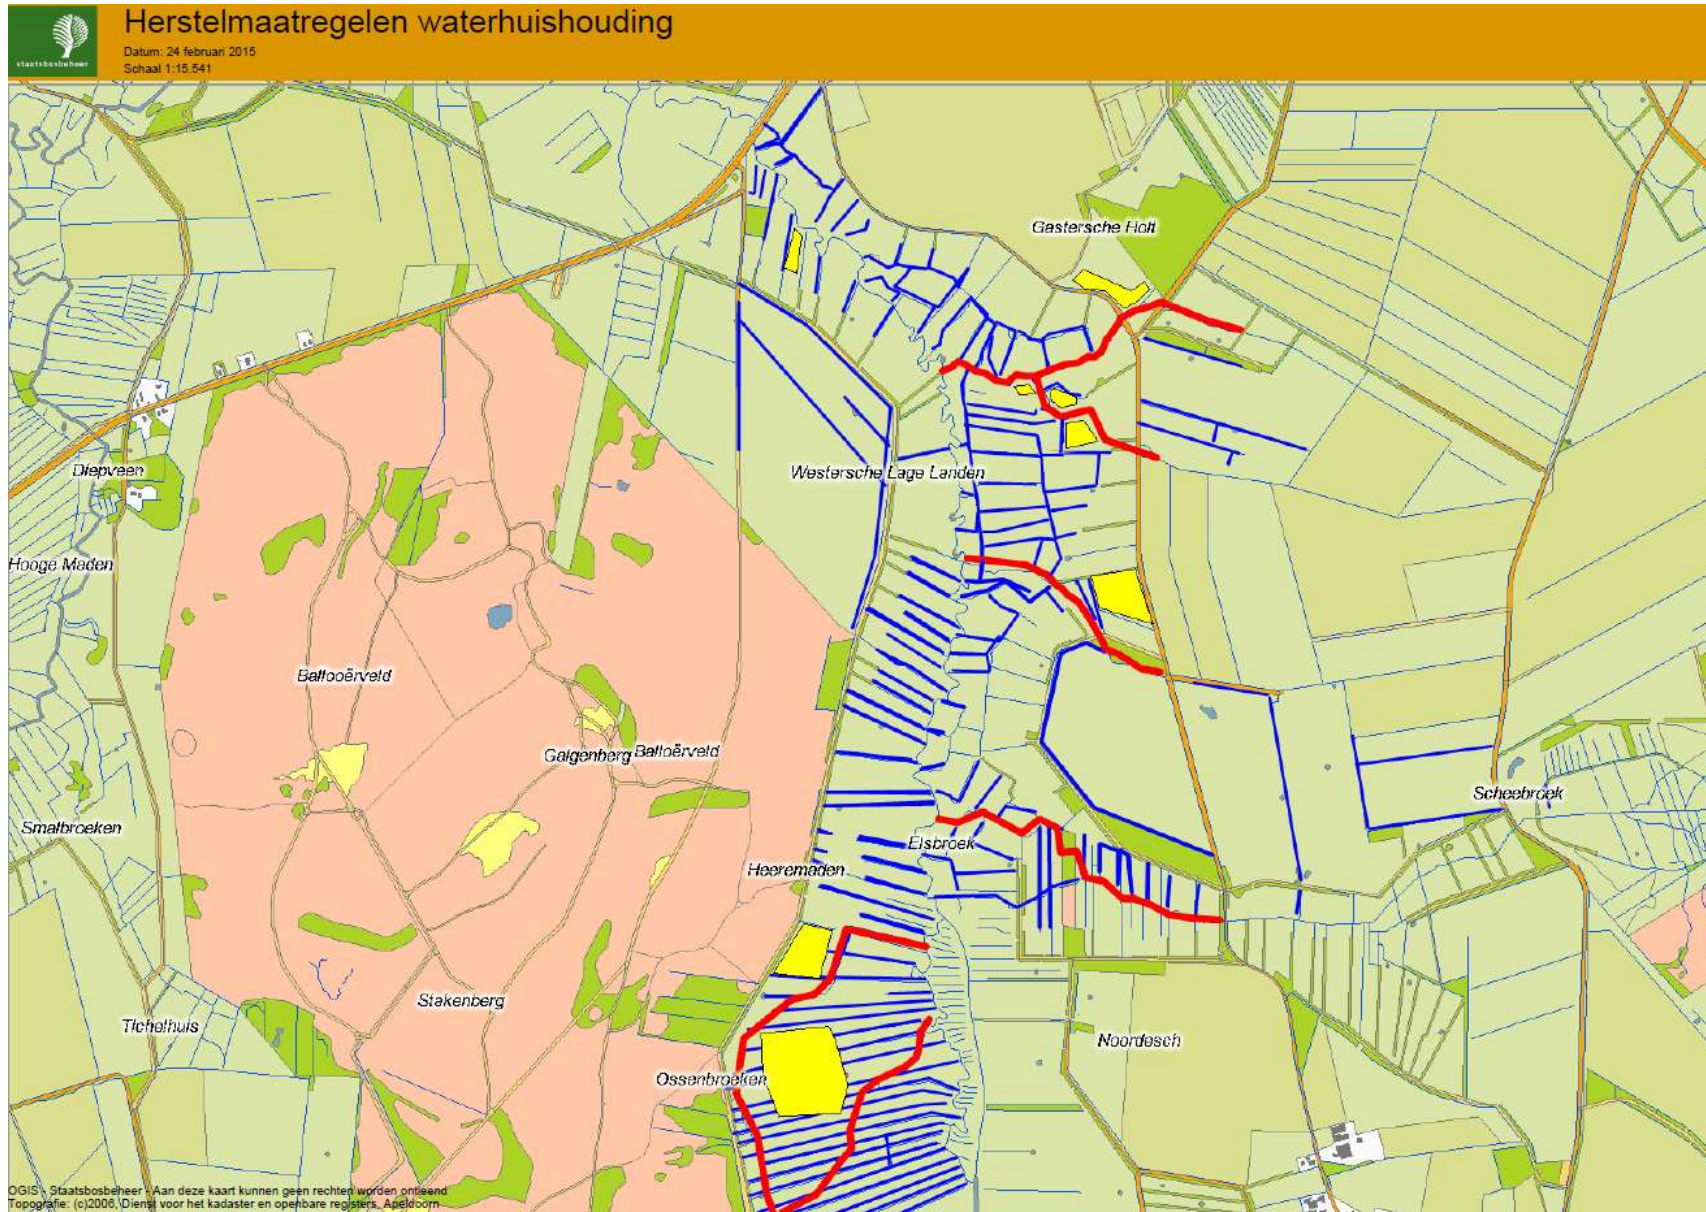 Herstelmaatregelen waterhuishouding
Datum: 24 februari 2015
Schaal 1:15.541
staatsbosbeheer
Gastersche Holt
Diepveen
Westersche Lage Landen
Hooge Maden
Ballooërveld
Galgenberg
Balloërveld
Scheebroek
Smalbroeken
Elsbroek
Heeremaden
Stakenberg
Tichelhuis
Noordesch
Ossenbroeken
OGIS - Staatsbosbeheer - Aan deze kaart kunnen geen rechten worden ontleend
Topografie: (c)2006, Dienst voor het kadaster en openbare registers, Apeldoorn